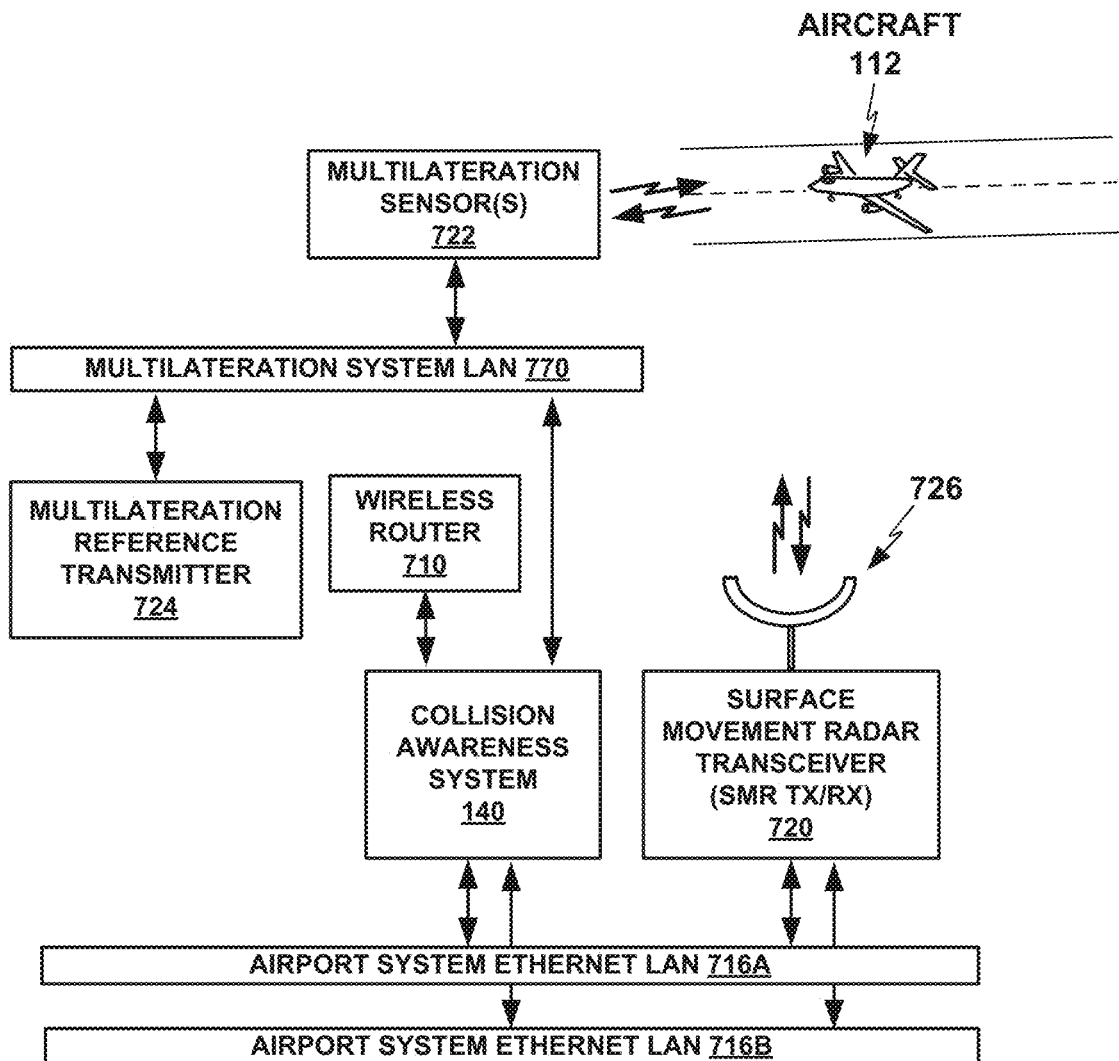 AIRCRAFT
112
MULTILATERATION
SENSOR(S)
722
MULTILATERATION SYSTEM LAN 770
MULTILATERATION
REFERENCE
TRANSMITTER
724
WIRELESS
ROUTER
710
726
COLLISION
AWARENESS
SYSTEM
140
SURFACE
MOVEMENT RADAR
TRANSCEIVER
(SMR TX/RX)
720
AIRPORT SYSTEM ETHERNET LAN 716A
AIRPORT SYSTEM ETHERNET LAN 716B